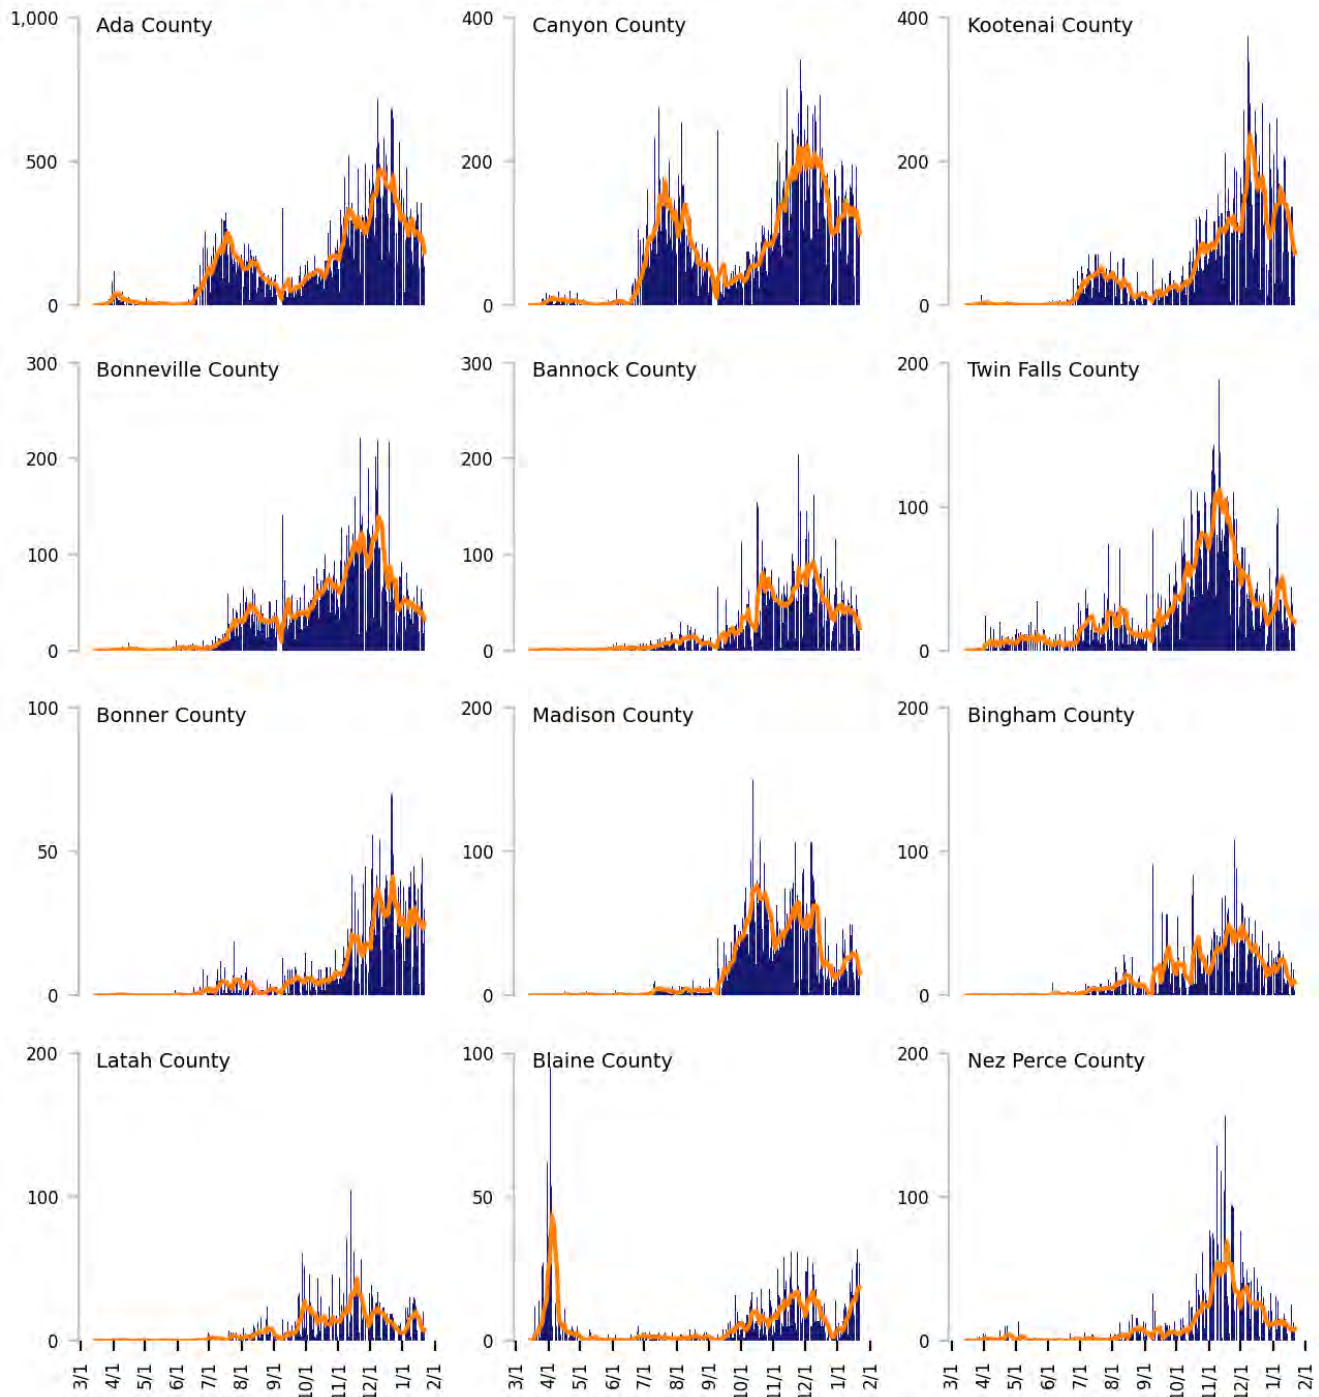 1,000
Ada County
500
0
400
Canyon County
200
0
400
Kootenai County
200
0
300
Bonneville County
200
100
0
300
Bannock County
200
100
0
200
Twin Falls County
100
0
100
Bonner County
50
0
200
Madison County
100
0
200
Bingham County
100
0
200
Latah County
100
0
3/1 4/1 5/1 6/1 7/1 8/1 9/1 10/1 11/1 12/1 1/1 2/1
100
Blaine County
50
0
3/1 4/1 5/1 6/1 7/1 8/1 9/1 10/1 11/1 12/1 1/1 2/1
200
Nez Perce County
100
0
3/1 4/1 5/1 6/1 7/1 8/1 9/1 10/1 11/1 12/1 1/1 2/1